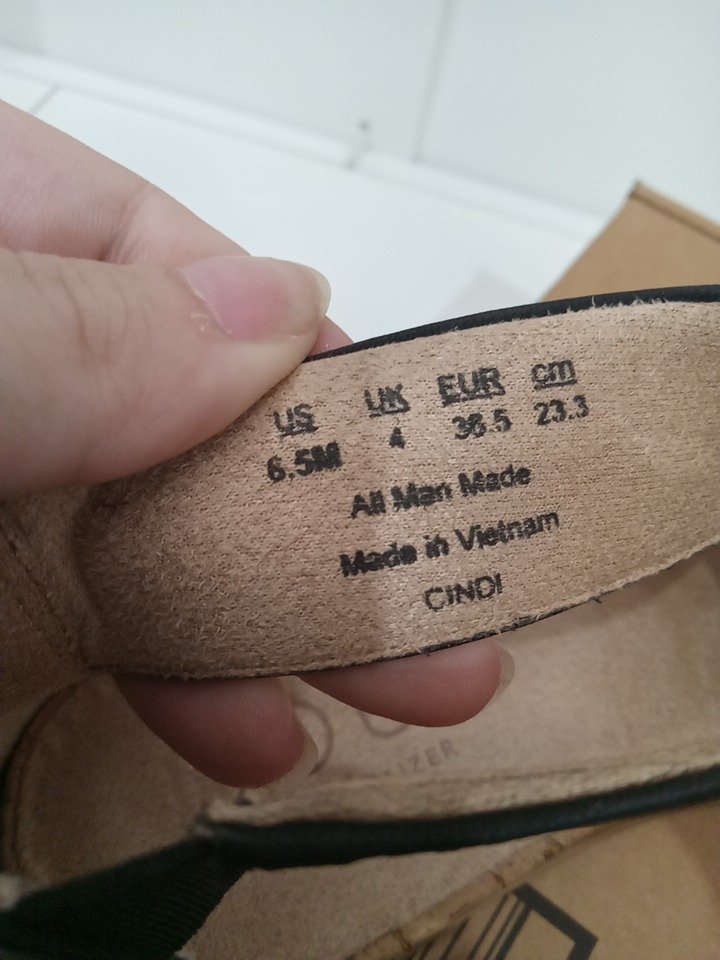 US UK EUR cm
6.5M 4 36.5 23.3
All Man Made
Made in Vietnam
CINDI